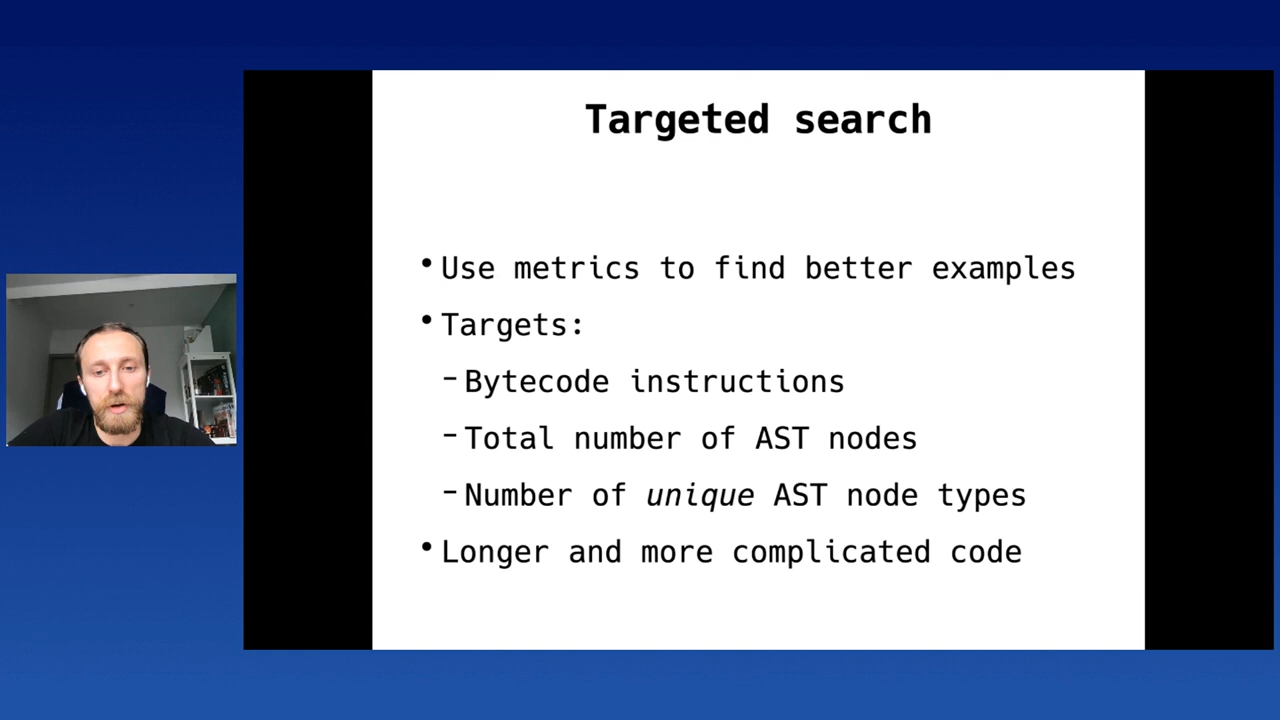 Targeted search
• Use metrics to find better examples
• Targets:
– Bytecode instructions
– Total number of AST nodes
– Number of unique AST node types
• Longer and more complicated code